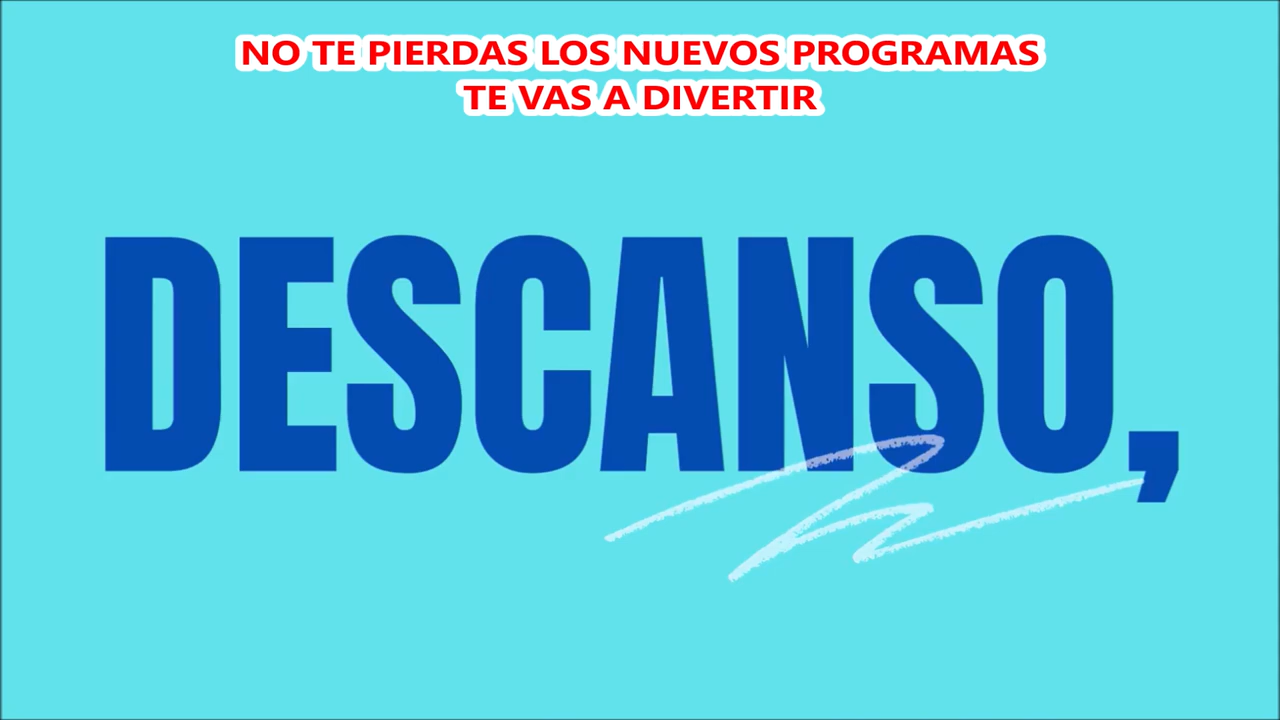 NO TE PIERDAS LOS NUEVOS PROGRAMAS
TE VAS A DIVERTIR
DESCANSO,